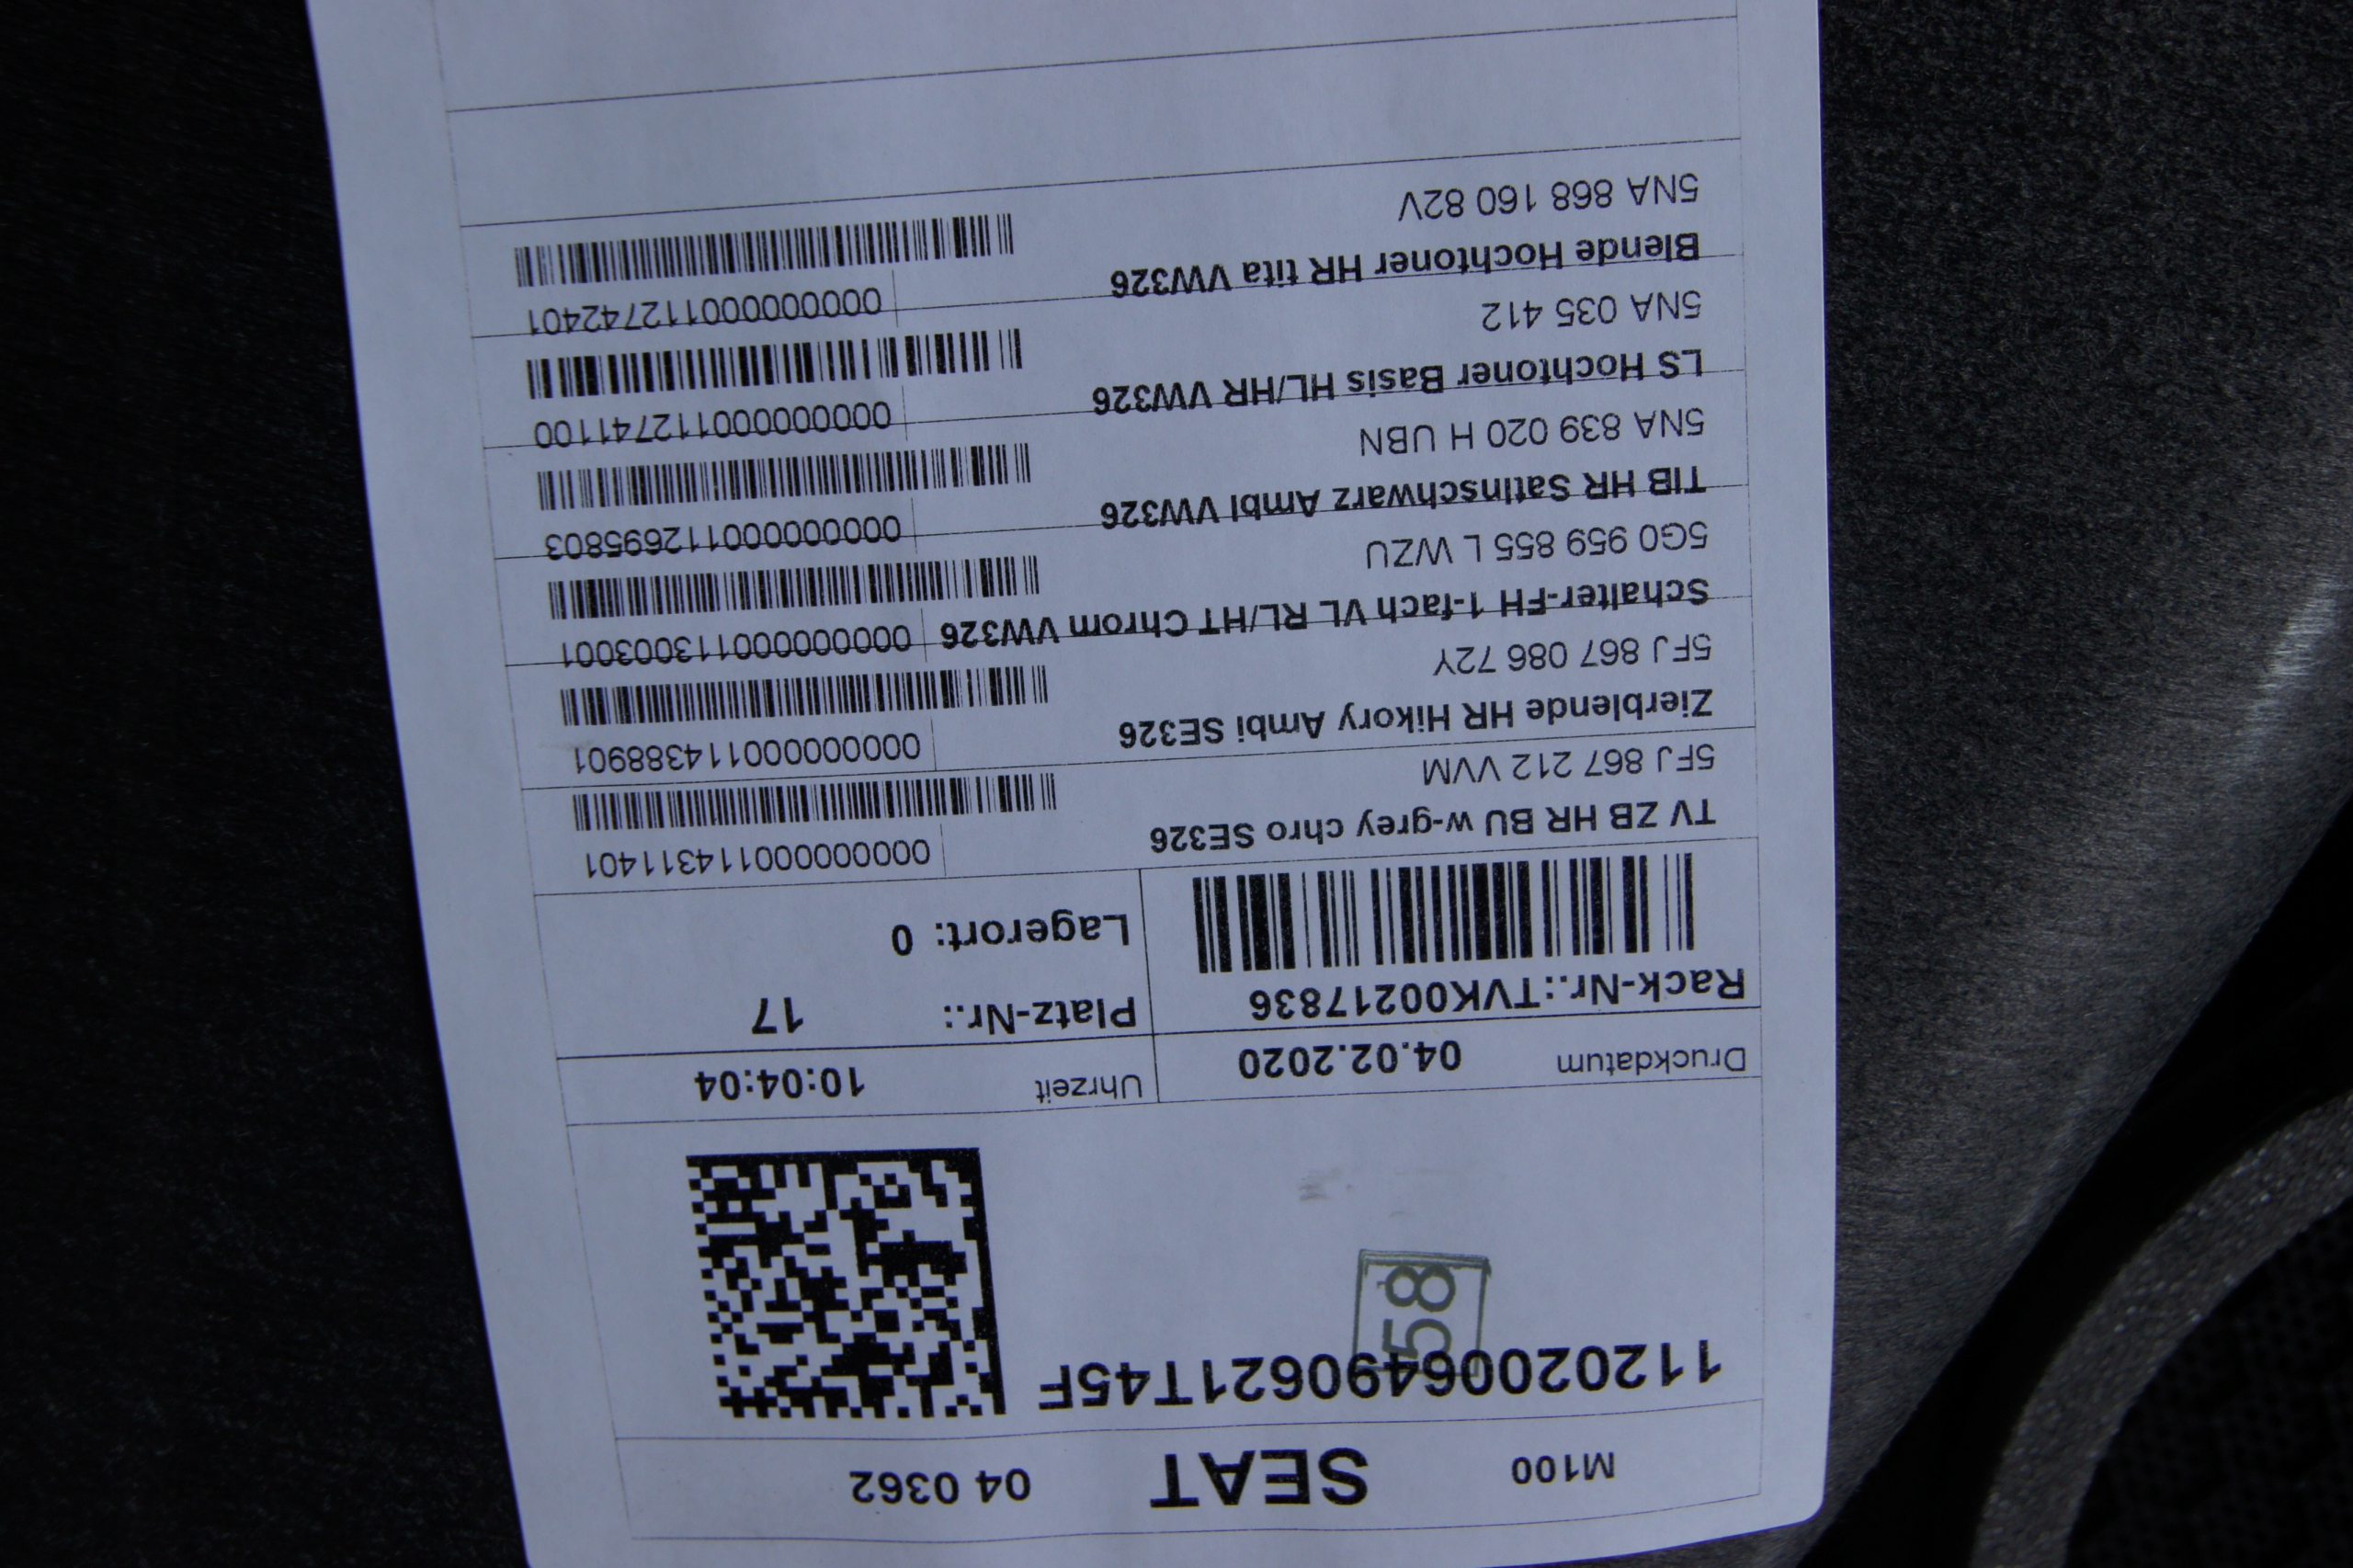 M100 SEAT 04 0362
11202006490621T45F
58
Druckdatum 04.02.2020 Uhrzeit 10:04:04
Rack-Nr.:TVK00217836 Platz-Nr.: 17
Lagerort: 0
TV ZB HR BU w-grey chro SE326 000000000114311401
5FJ 867 212 VVM
Zierblende HR Hikory Ambi SE326 000000000114388901
5FJ 867 086 72Y
Schalter-FH 1-fach VL RL/HT Chrom VW326 000000000113003001
5G0 959 855 L WZU
TIB HR Satinschwarz Ambi VW326 000000000112695803
5NA 839 020 H UBN
LS Hochtoner Basis HL/HR VW326 000000000112741100
5NA 035 412
Blende Hochtoner HR tita VW326 000000000112742401
5NA 868 160 82V